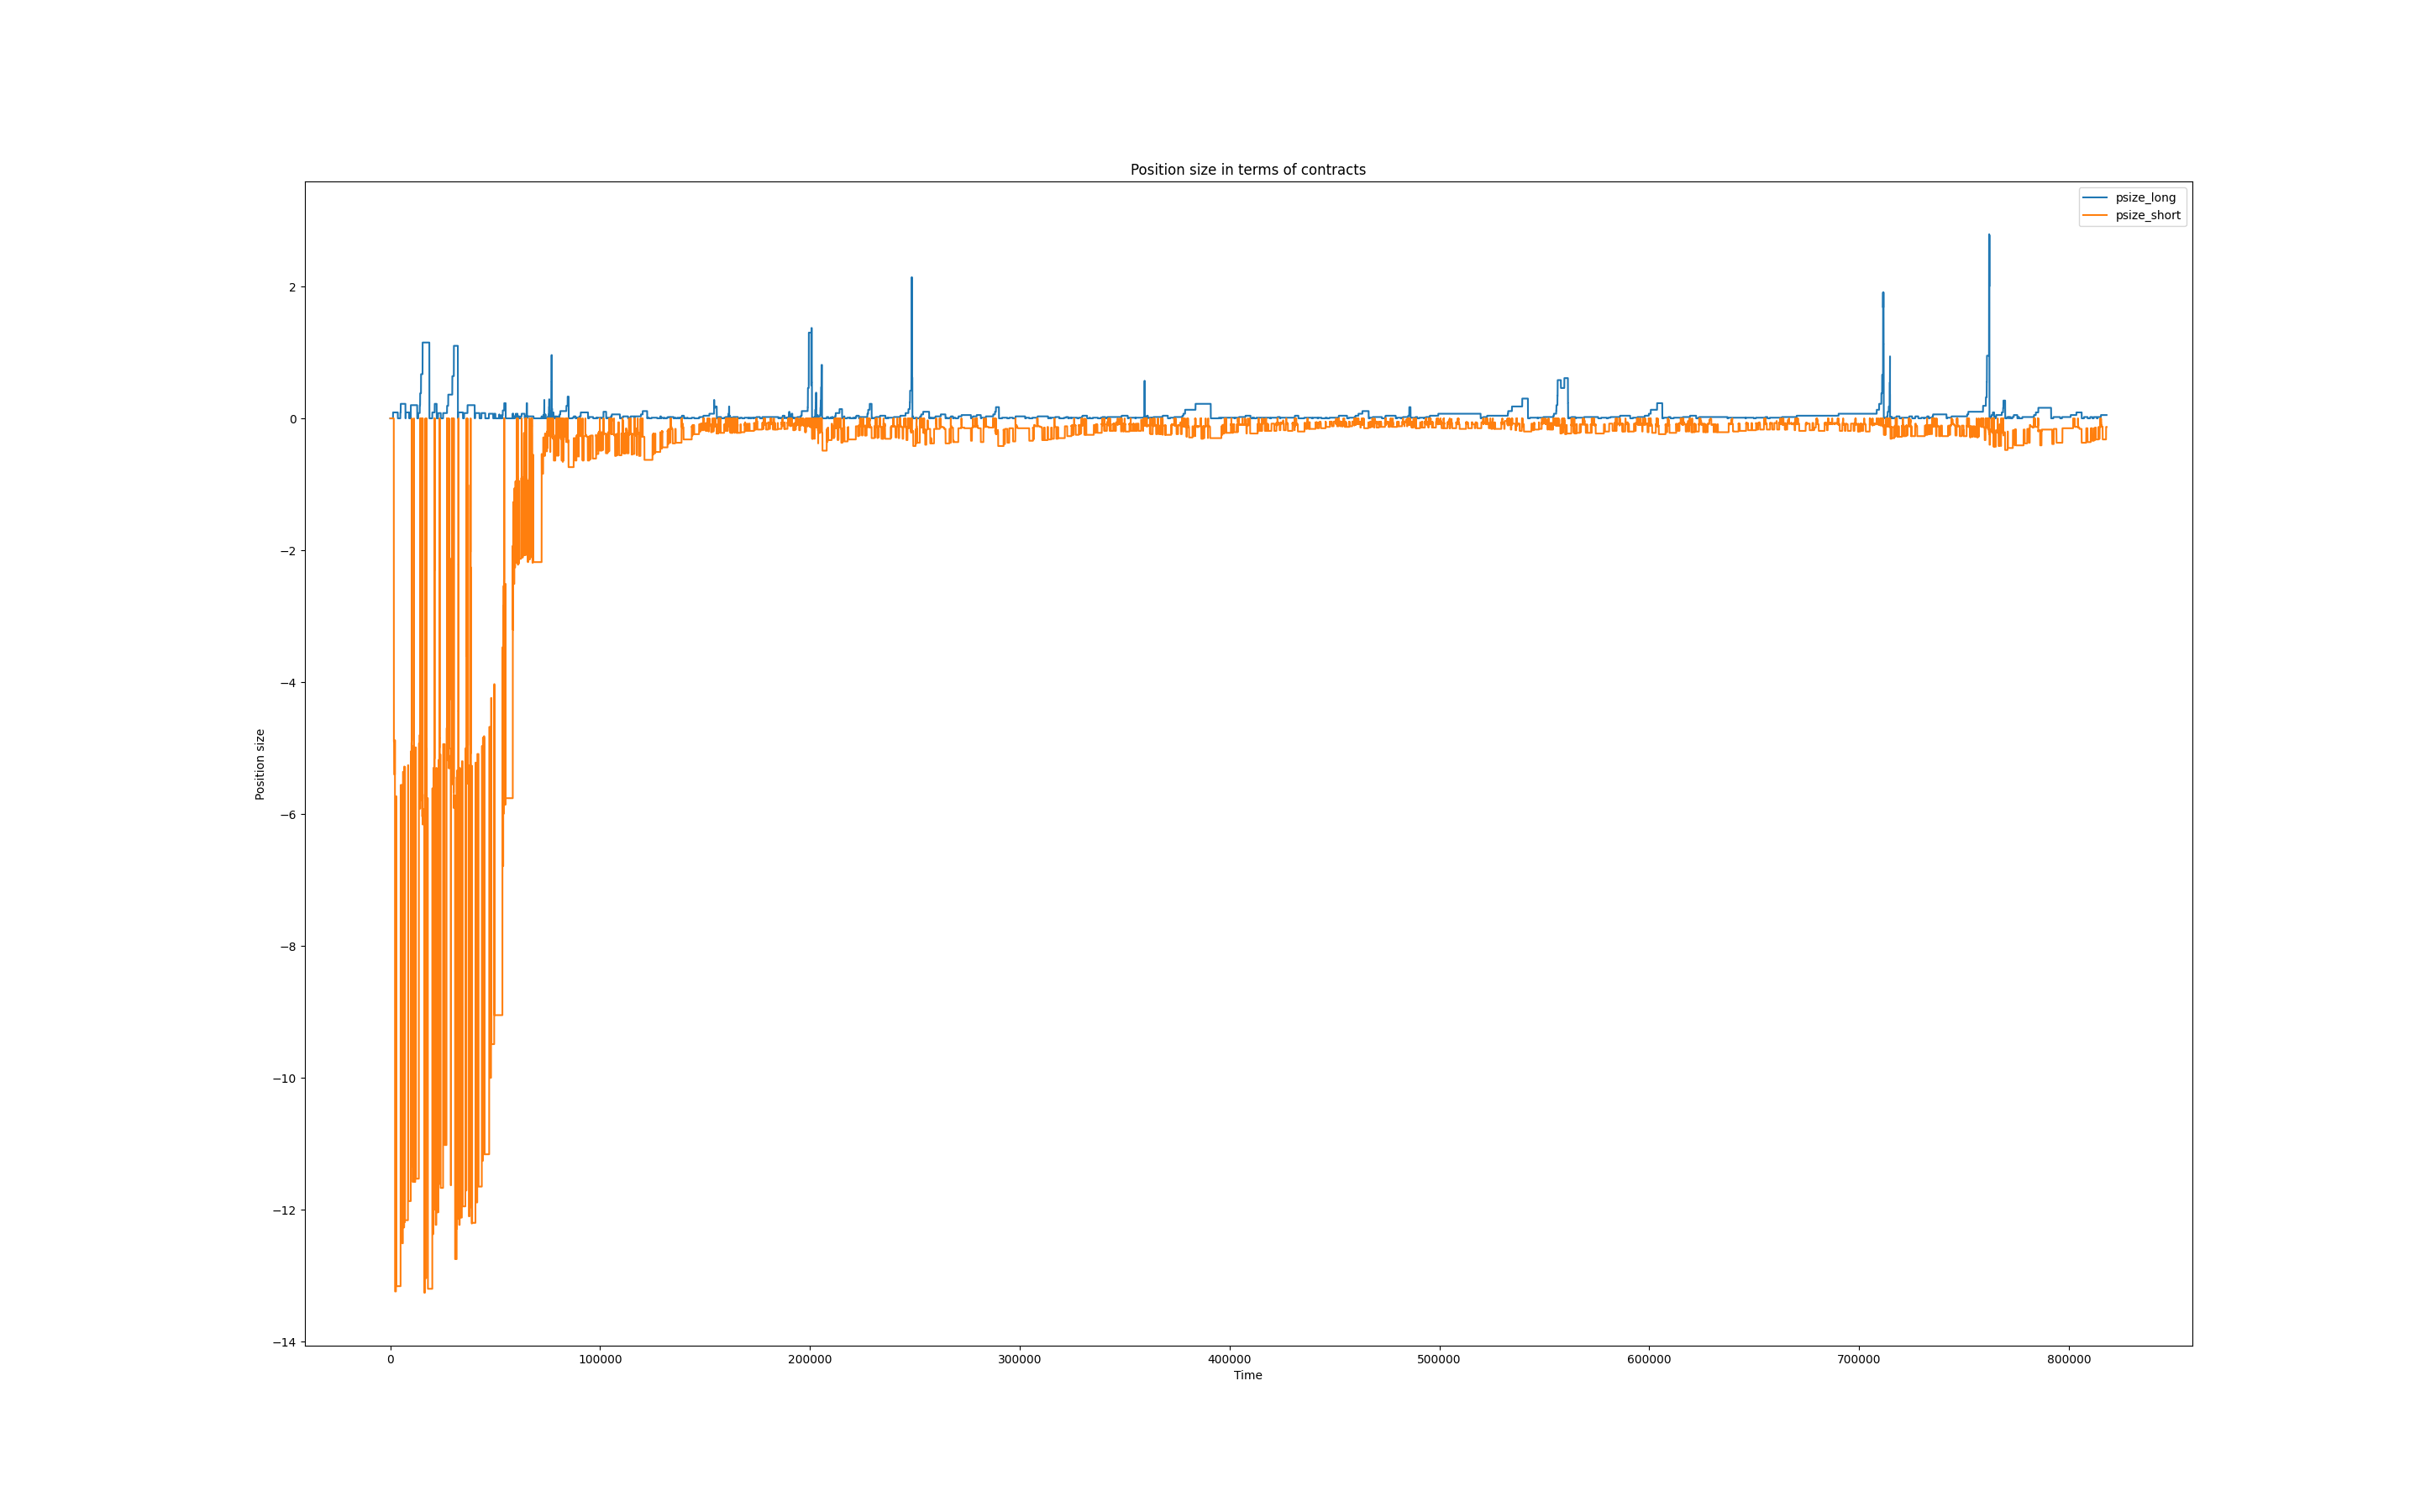 Position size in terms of contracts
psize_long
psize_short
2
0
−2
−4
−6
−8
−10
−12
−14
Position size
0 100000 200000 300000 400000 500000 600000 700000 800000
Time